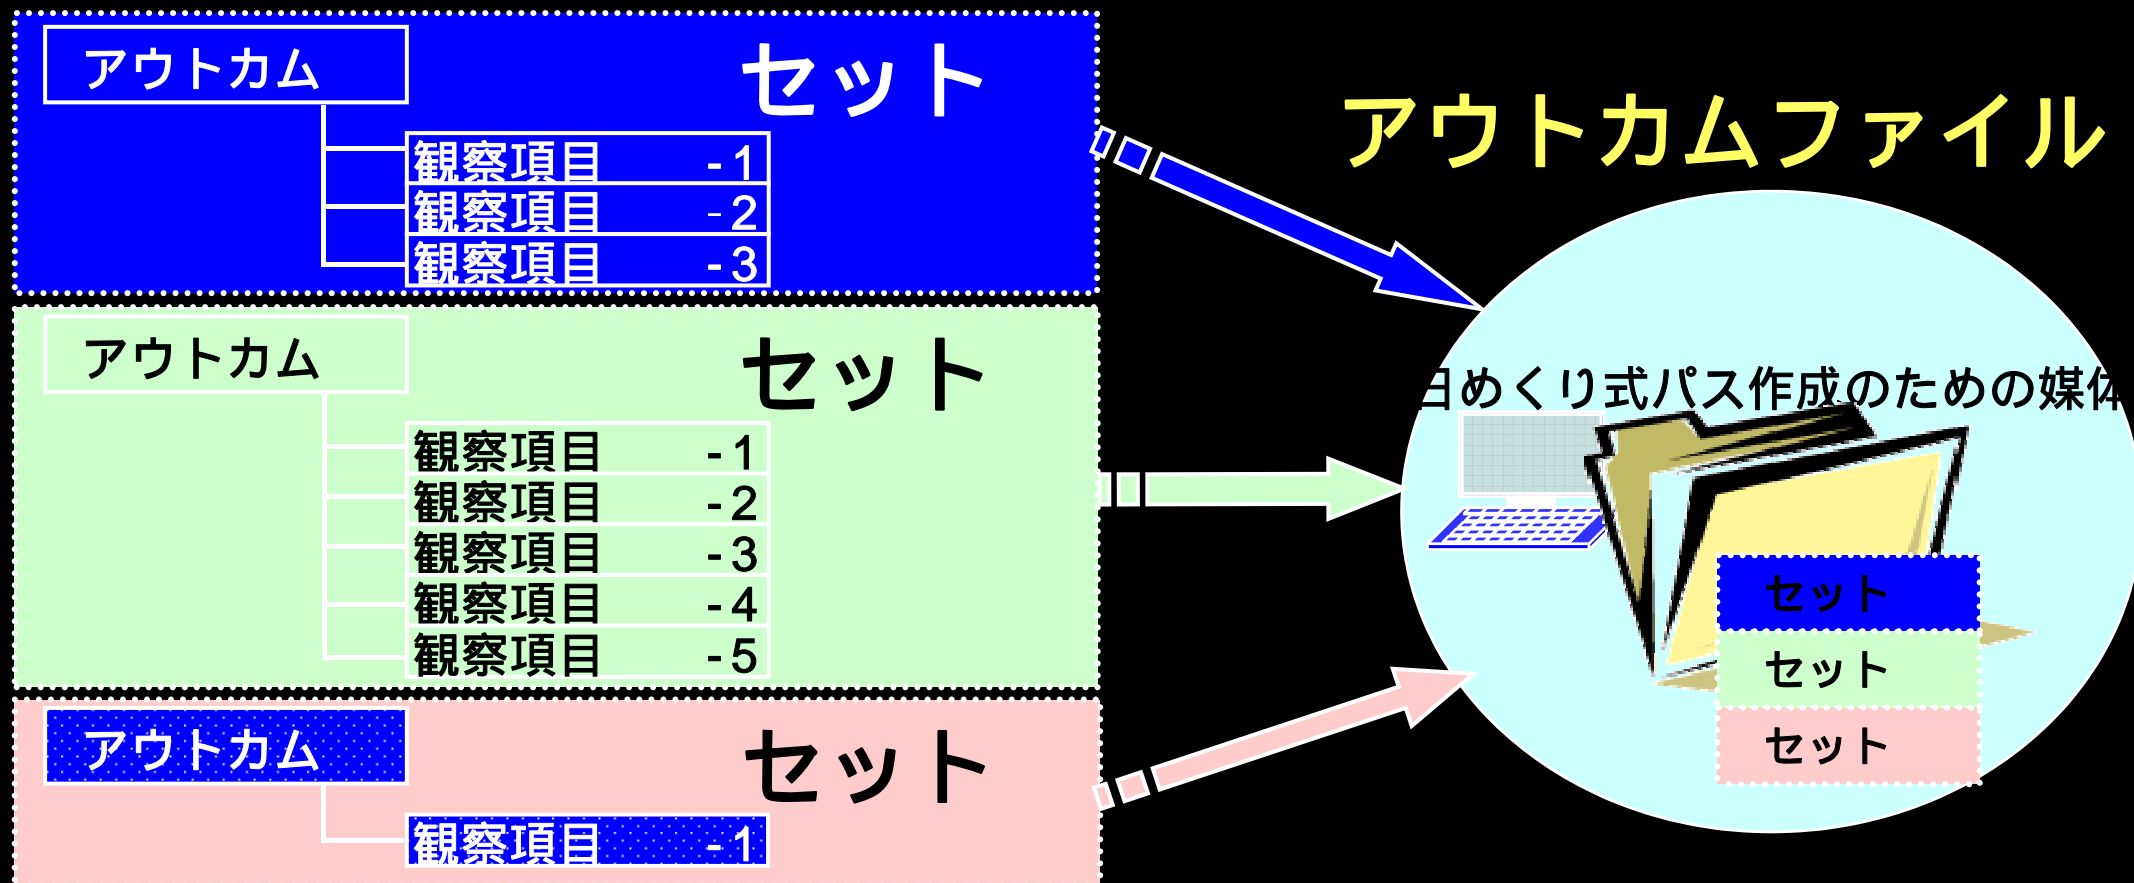 アウトカム
セット
観察項目 -1
観察項目 -2
観察項目 -3
アウトカム
セット
観察項目 -1
観察項目 -2
観察項目 -3
観察項目 -4
観察項目 -5
アウトカム
セット
観察項目 -1
アウトカムファイル
日めくり式パス作成のための媒体
セット
セット
セット